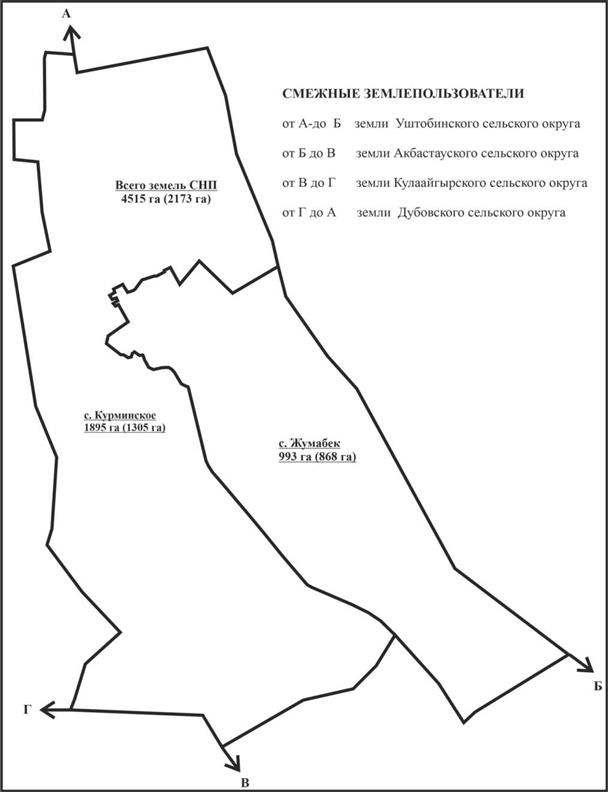 А
СМЕЖНЫЕ ЗЕМЛЕПОЛЬЗОВАТЕЛИ
от А-до Б земли Уштобинского сельского округа
от Б до В земли Акбастауского сельского округа
от В до Г земли Кулаайгырского сельского округа
от Г до А земли Дубовского сельского округа
Всего земель СНП
4515 га (2173 га)
с. Курминское
1895 га (1305 га)
с. Жумабек
993 га (868 га)
Б
Г
В